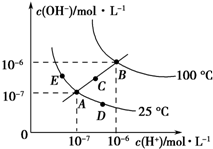 c(OH⁻)/mol·L⁻¹
10⁻⁶
B
100 ℃
E
C
10⁻⁷
A
25 ℃
D
0
10⁻⁷
10⁻⁶
c(H⁺)/mol·L⁻¹